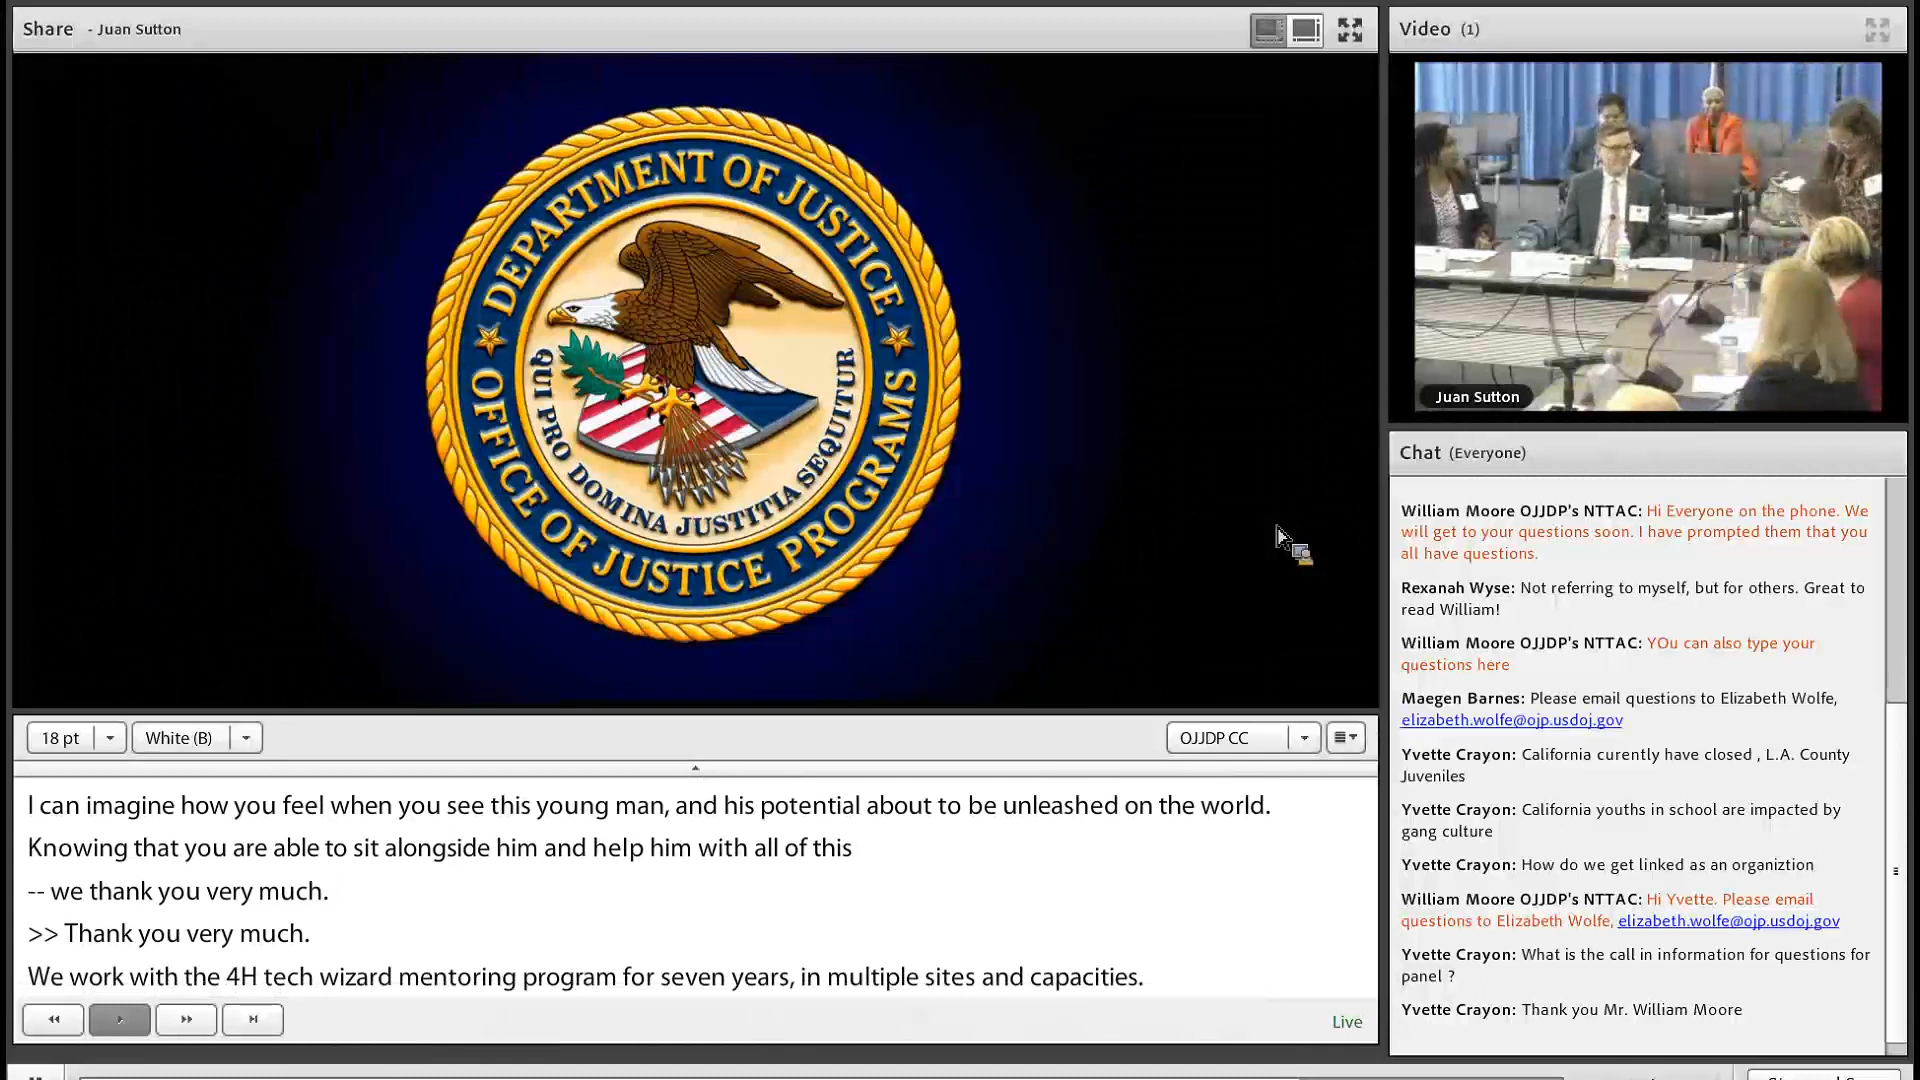 Share - Juan Sutton
DEPARTMENT OF JUSTICE
OFFICE OF JUSTICE PROGRAMS
QUI PRO DOMINA JUSTITIA SEQUITUR
18 pt
White (B)
OJJDP CC
I can imagine how you feel when you see this young man, and his potential about to be unleashed on the world.
Knowing that you are able to sit alongside him and help him with all of this
-- we thank you very much.
>> Thank you very much.
We work with the 4H tech wizard mentoring program for seven years, in multiple sites and capacities.
Live
Video (1)
Juan Sutton
Chat (Everyone)
William Moore OJJDP's NTTAC: Hi Everyone on the phone. We
will get to your questions soon. I have prompted them that you
all have questions.
Rexanah Wyse: Not referring to myself, but for others. Great to
read William!
William Moore OJJDP's NTTAC: YOu can also type your
questions here
Maegen Barnes: Please email questions to Elizabeth Wolfe,
elizabeth.wolfe@ojp.usdoj.gov
Yvette Crayon: California curently have closed , L.A. County
Juveniles
Yvette Crayon: California youths in school are impacted by
gang culture
Yvette Crayon: How do we get linked as an organiztion
William Moore OJJDP's NTTAC: Hi Yvette. Please email
questions to Elizabeth Wolfe, elizabeth.wolfe@ojp.usdoj.gov
Yvette Crayon: What is the call in information for questions for
panel ?
Yvette Crayon: Thank you Mr. William Moore